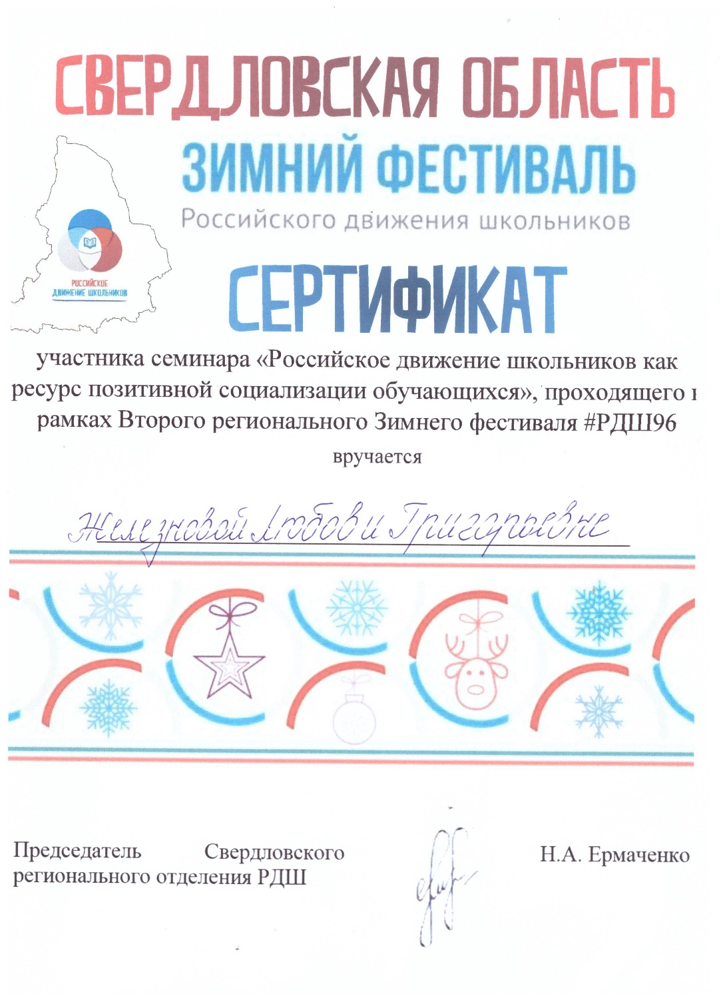 СВЕРДЛОВСКАЯ ОБЛАСТЬ
ЗИМНИЙ ФЕСТИВАЛЬ
Российского движения школьников
РОССИЙСКОЕ
ДВИЖЕНИЕ ШКОЛЬНИКОВ
СЕРТИФИКАТ
участника семинара «Российское движение школьников как
ресурс позитивной социализации обучающихся», проходящего
рамках Второго регионального Зимнего фестиваля #РДШ96
вручается
Железновой Любови Григорьевне
Председатель Свердловского
регионального отделения РДШ
Н.А. Ермаченко